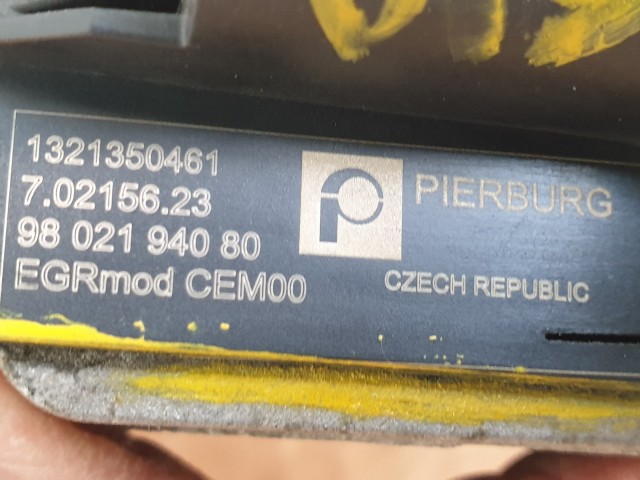 1321350461
7.02156.23
98 021 940 80
EGRmod CEM00
PIERBURG
CZECH REPUBLIC